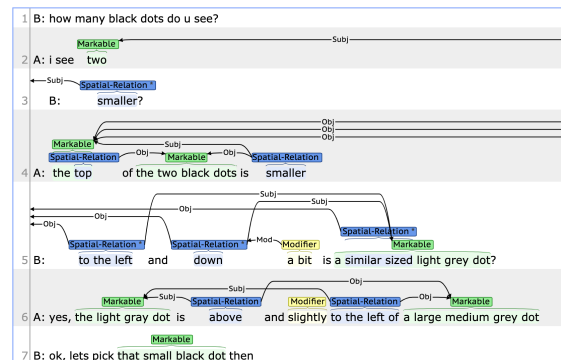 1 B: how many black dots do u see?
Markable Subj
2 A: i see two
Subj Spatial-Relation *
3 B: smaller?
Obj
Obj
Obj
Markable Subj
Spatial-Relation Obj Markable Obj Spatial-Relation
4 A: the top of the two black dots is smaller
Subj
Obj Subj
Obj Spatial-Relation *
Obj Spatial-Relation * Spatial-Relation * Mod Modifier Markable
5 B: to the left and down a bit is a similar sized light grey dot?
Obj
Subj
Markable Subj Spatial-Relation Modifier Spatial-Relation Obj Markable
6 A: yes, the light gray dot is above and slightly to the left of a large medium grey dot
Markable
7 B: ok, lets pick that small black dot then